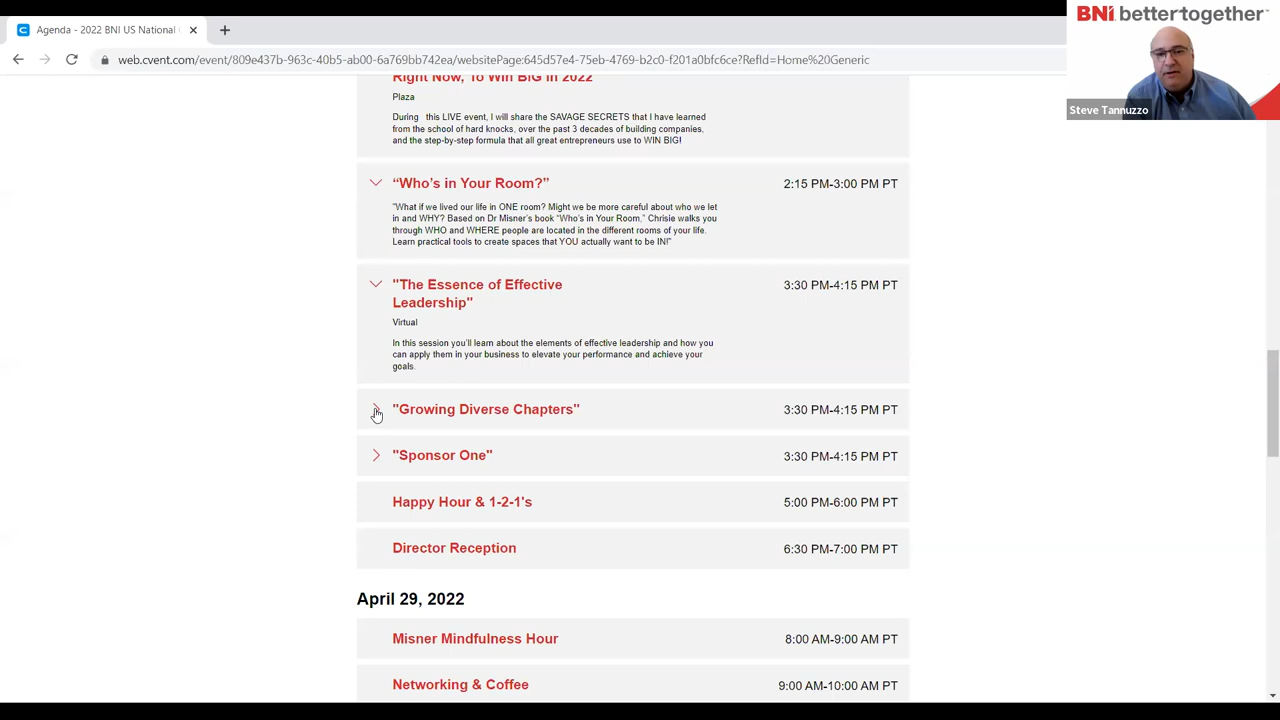 Agenda - 2022 BNI US National
web.cvent.com/event/809e437b-963c-40b5-ab00-6a769bb742ea/websitePage:645d57e4-75eb-4769-b2c0-f201a0bfc6ce?RefId=Home%20Generic
BNI. bettertogether™
Steve Tannuzzo
Right Now, To Win BIG in 2022
Plaza
During this LIVE event, I will share the SAVAGE SECRETS that I have learned
from the school of hard knocks, over the past 3 decades of building companies,
and the step-by-step formula that all great entrepreneurs use to WIN BIG!
“Who’s in Your Room?” 2:15 PM-3:00 PM PT
"What if we lived our life in ONE room? Might we be more careful about who we let
in and WHY? Based on Dr Misner’s book “Who’s in Your Room,” Chrisie walks you
through WHO and WHERE people are located in the different rooms of your life.
Learn practical tools to create spaces that YOU actually want to be IN!"
"The Essence of Effective 3:30 PM-4:15 PM PT
Leadership"
Virtual
In this session you’ll learn about the elements of effective leadership and how you
can apply them in your business to elevate your performance and achieve your
goals.
"Growing Diverse Chapters" 3:30 PM-4:15 PM PT
"Sponsor One" 3:30 PM-4:15 PM PT
Happy Hour & 1-2-1's 5:00 PM-6:00 PM PT
Director Reception 6:30 PM-7:00 PM PT
April 29, 2022
Misner Mindfulness Hour 8:00 AM-9:00 AM PT
Networking & Coffee 9:00 AM-10:00 AM PT